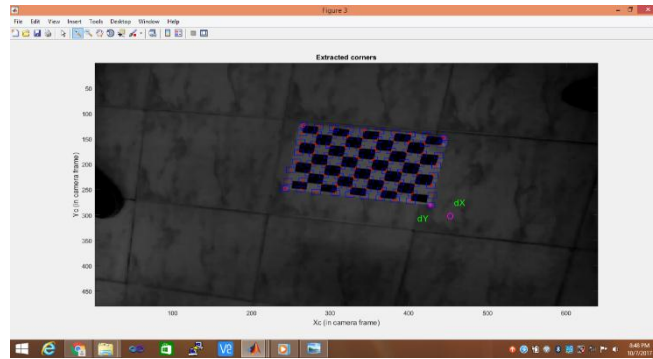 Figure 3
File Edit View Insert Tools Desktop Window Help
Extracted corners
50
100
150
200
250
300
350
400
450
Yc (in camera frame)
dX
dY
100 200 300 400 500 600
Xc (in camera frame)
3:48 PM
10/7/2017